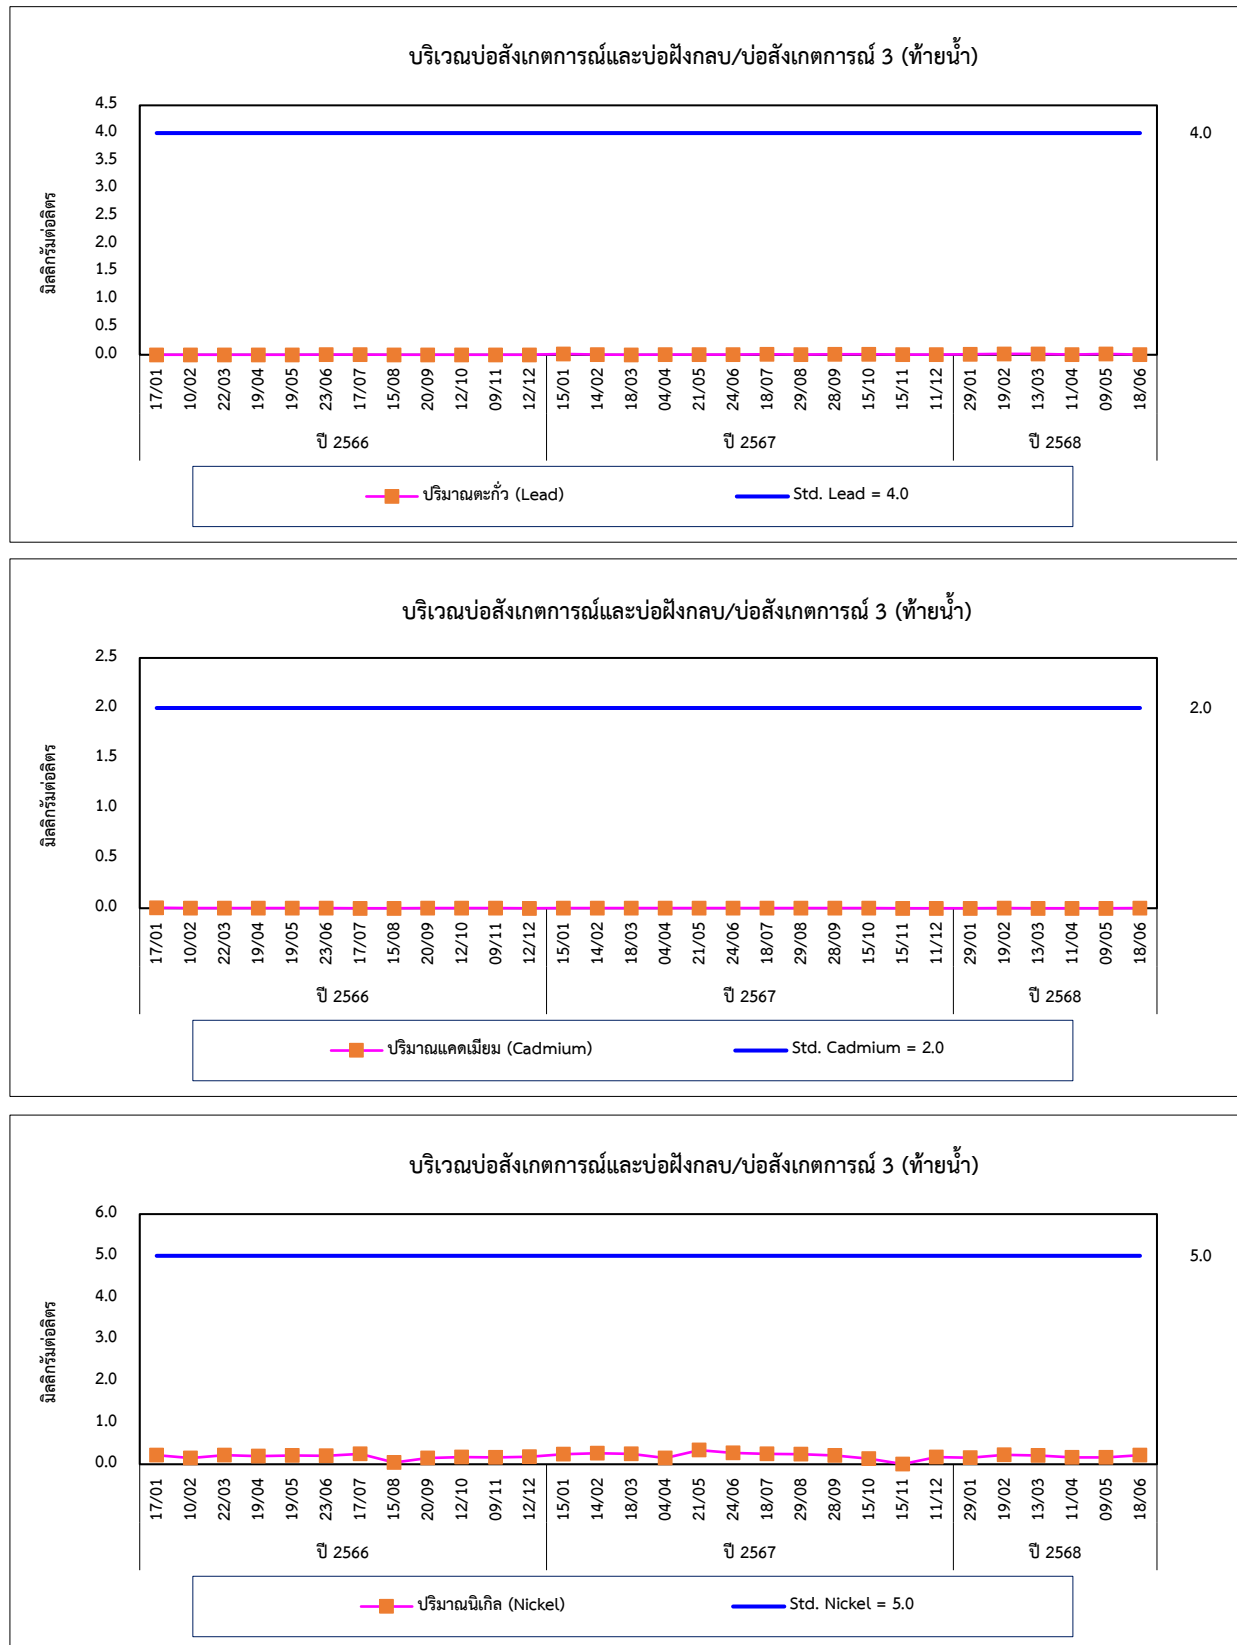 บริเวณบ่อสังเกตการณ์และบ่อฝังกลบ/บ่อสังเกตการณ์ 3 (ท้ายน้ำ)
มิลลิกรัมต่อลิตร
4.5
4.0
3.5
3.0
2.5
2.0
1.5
1.0
0.5
0.0
4.0
17/01 10/02 22/03 19/04 19/05 23/06 17/07 15/08 20/09 12/10 09/11 12/12 15/01 14/02 18/03 04/04 21/05 24/06 18/07 29/08 28/09 15/10 15/11 11/12 29/01 19/02 13/03 11/04 09/05 18/06
ปี 2566 ปี 2567 ปี 2568
ปริมาณตะกั่ว (Lead) Std. Lead = 4.0
บริเวณบ่อสังเกตการณ์และบ่อฝังกลบ/บ่อสังเกตการณ์ 3 (ท้ายน้ำ)
มิลลิกรัมต่อลิตร
2.5
2.0
1.5
1.0
0.5
0.0
2.0
17/01 10/02 22/03 19/04 19/05 23/06 17/07 15/08 20/09 12/10 09/11 12/12 15/01 14/02 18/03 04/04 21/05 24/06 18/07 29/08 28/09 15/10 15/11 11/12 29/01 19/02 13/03 11/04 09/05 18/06
ปี 2566 ปี 2567 ปี 2568
ปริมาณแคดเมียม (Cadmium) Std. Cadmium = 2.0
บริเวณบ่อสังเกตการณ์และบ่อฝังกลบ/บ่อสังเกตการณ์ 3 (ท้ายน้ำ)
มิลลิกรัมต่อลิตร
6.0
5.0
4.0
3.0
2.0
1.0
0.0
5.0
17/01 10/02 22/03 19/04 19/05 23/06 17/07 15/08 20/09 12/10 09/11 12/12 15/01 14/02 18/03 04/04 21/05 24/06 18/07 29/08 28/09 15/10 15/11 11/12 29/01 19/02 13/03 11/04 09/05 18/06
ปี 2566 ปี 2567 ปี 2568
ปริมาณนิเกิล (Nickel) Std. Nickel = 5.0